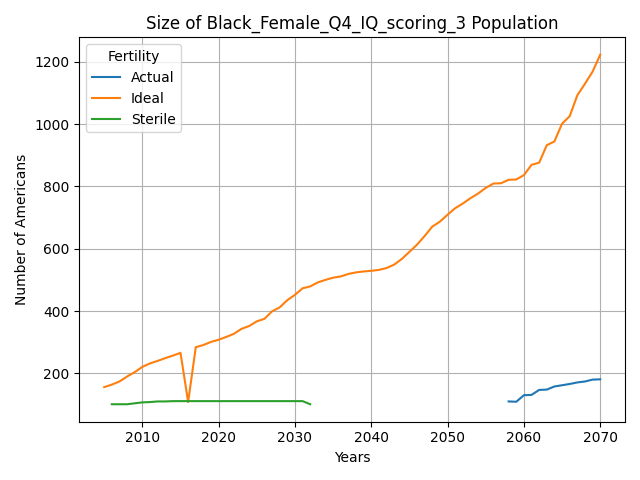 Size of Black_Female_Q4_IQ_scoring_3 Population
Fertility
Actual
Ideal
Sterile
Number of Americans
1200
1000
800
600
400
200
2010
2020
2030
2040
2050
2060
2070
Years